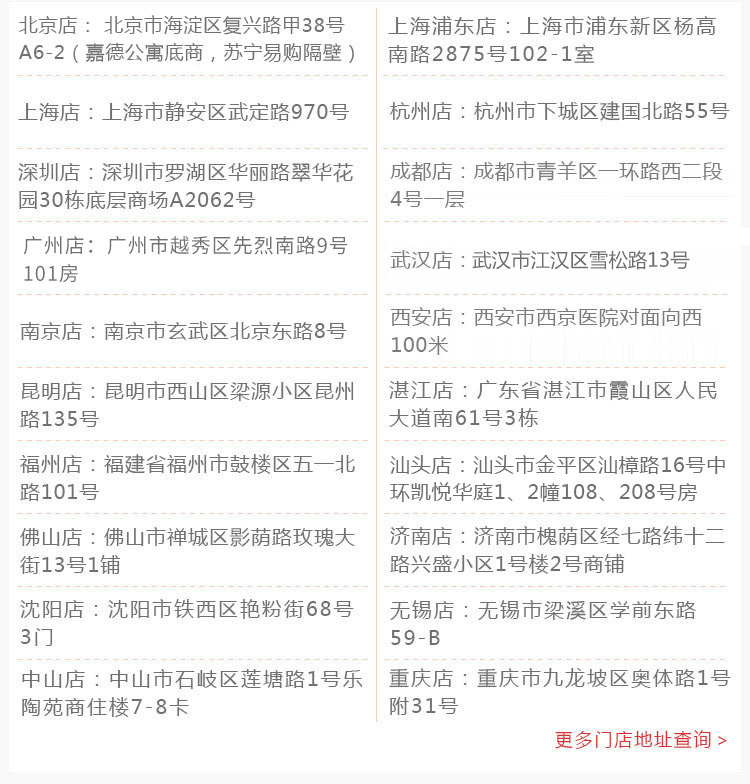 北京店： 北京市海淀区复兴路甲38号
A6-2（嘉德公寓底商，苏宁易购隔壁）
上海浦东店：上海市浦东新区杨高
南路2875号102-1室
上海店：上海市静安区武定路970号
杭州店：杭州市下城区建国北路55号
深圳店：深圳市罗湖区华丽路翠华花
园30栋底层商场A2062号
成都店：成都市青羊区一环路西二段
4号一层
广州店：广州市越秀区先烈南路9号
101房
武汉店：武汉市江汉区雪松路13号
南京店：南京市玄武区北京东路8号
西安店：西安市西京医院对面向西
100米
昆明店：昆明市西山区梁源小区昆州
路135号
湛江店：广东省湛江市霞山区人民
大道南61号3栋
福州店：福建省福州市鼓楼区五一北
路101号
汕头店：汕头市金平区汕樟路16号中
环凯悦华庭1、2幢108、208号房
佛山店：佛山市禅城区影荫路玫瑰大
街13号1铺
济南店：济南市槐荫区经七路纬十二
路兴盛小区1号楼2号商铺
沈阳店：沈阳市铁西区艳粉街68号
3门
无锡店：无锡市梁溪区学前东路
59-B
中山店：中山市石岐区莲塘路1号乐
陶苑商住楼7-8卡
重庆店：重庆市九龙坡区奥体路1号
附31号
更多门店地址查询 >